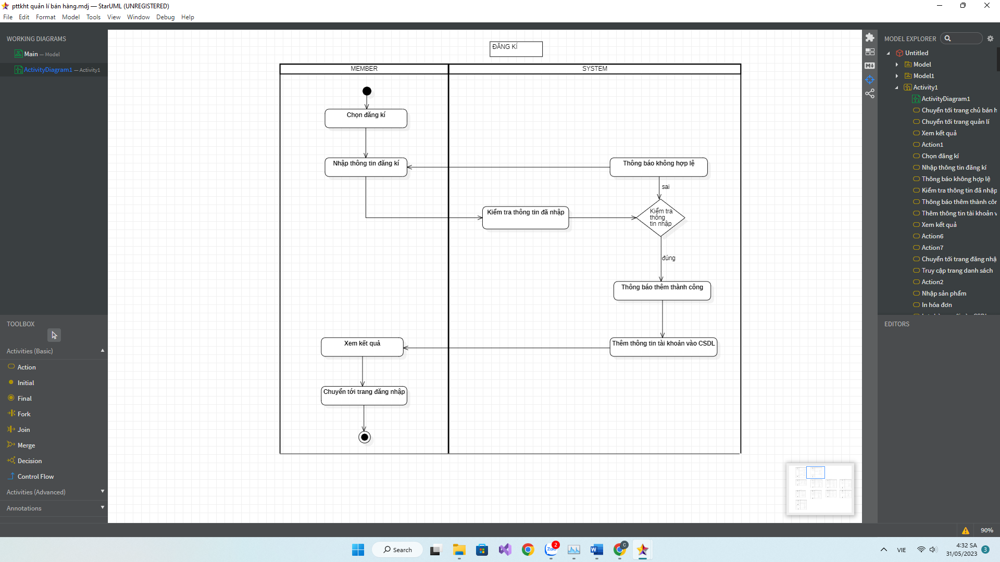 pttkht quản lí bán hàng.mdj — StarUML (UNREGISTERED)
File Edit Format Model Tools View Window Debug Help
WORKING DIAGRAMS
Main — Model
ActivityDiagram1 — Activity1
TOOLBOX
Activities (Basic)
Action
Initial
Final
Fork
Join
Merge
Decision
Control Flow
Activities (Advanced)
Annotations
ĐĂNG KÍ
MEMBER
SYSTEM
Chọn đăng kí
Nhập thông tin đăng kí
Thông báo không hợp lệ
sai
Kiểm tra thông tin đã nhập
Kiểm tra
thông
tin nhập
đúng
Thông báo thêm thành công
Xem kết quả
Thêm thông tin tài khoản vào CSDL
Chuyển tới trang đăng nhập
MODEL EXPLORER
Untitled
Model
Model1
Activity1
ActivityDiagram1
Chuyển tới trang chủ bán h
Chuyển tới trang quản lí
Xem kết quả
Action1
Chọn đăng kí
Nhập thông tin đăng kí
Thông báo không hợp lệ
Kiểm tra thông tin đã nhập
Thông báo thêm thành côn
Thêm thông tin tài khoản v
Xem kết quả
Action6
Action7
Chuyển tới trang đăng nhậ
Truy cập trang danh sách
Action2
Nhập sản phẩm
In hóa đơn
EDITORS
90%
Search
Zalo
2
C
VIE
4:32 SA
31/05/2023
3